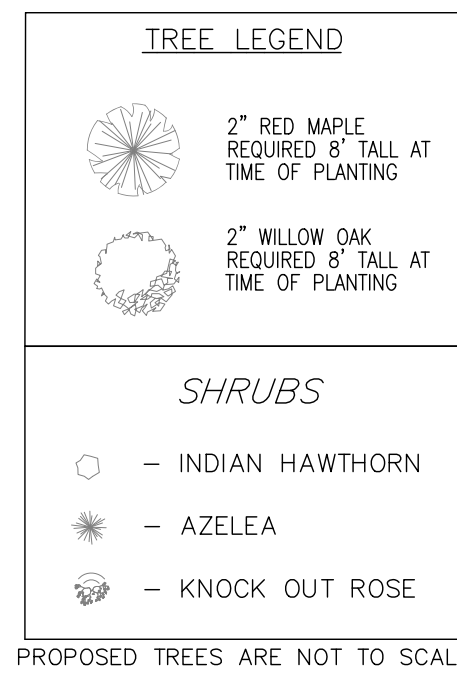 TREE LEGEND
2" RED MAPLE
REQUIRED 8' TALL AT
TIME OF PLANTING
2" WILLOW OAK
REQUIRED 8' TALL AT
TIME OF PLANTING
SHRUBS
– INDIAN HAWTHORN
– AZELEA
– KNOCK OUT ROSE
PROPOSED TREES ARE NOT TO SCAL